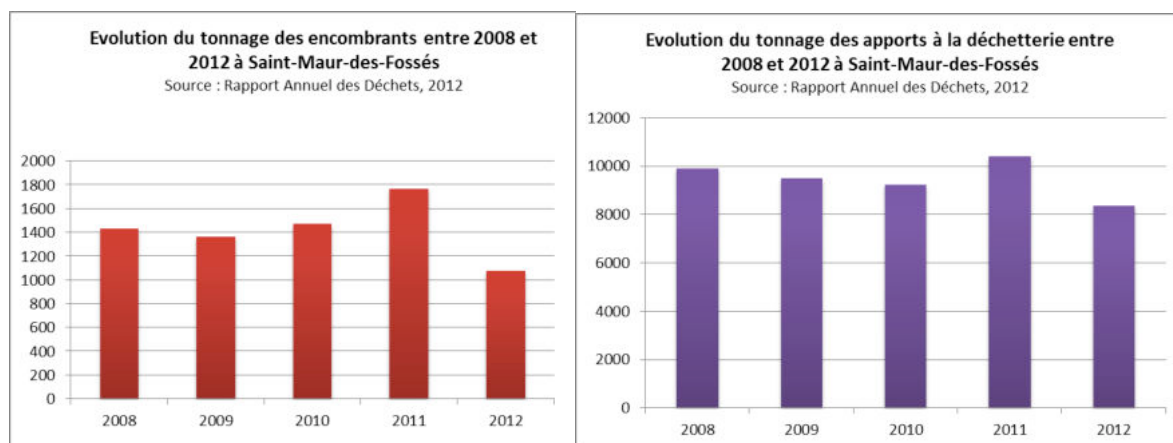 Evolution du tonnage des encombrants entre 2008 et
2012 à Saint-Maur-des-Fossés
Source : Rapport Annuel des Déchets, 2012
2000
1800
1600
1400
1200
1000
800
600
400
200
0
2008 2009 2010 2011 2012
Evolution du tonnage des apports à la déchetterie entre
2008 et 2012 à Saint-Maur-des-Fossés
Source : Rapport Annuel des Déchets, 2012
12000
10000
8000
6000
4000
2000
0
2008 2009 2010 2011 2012